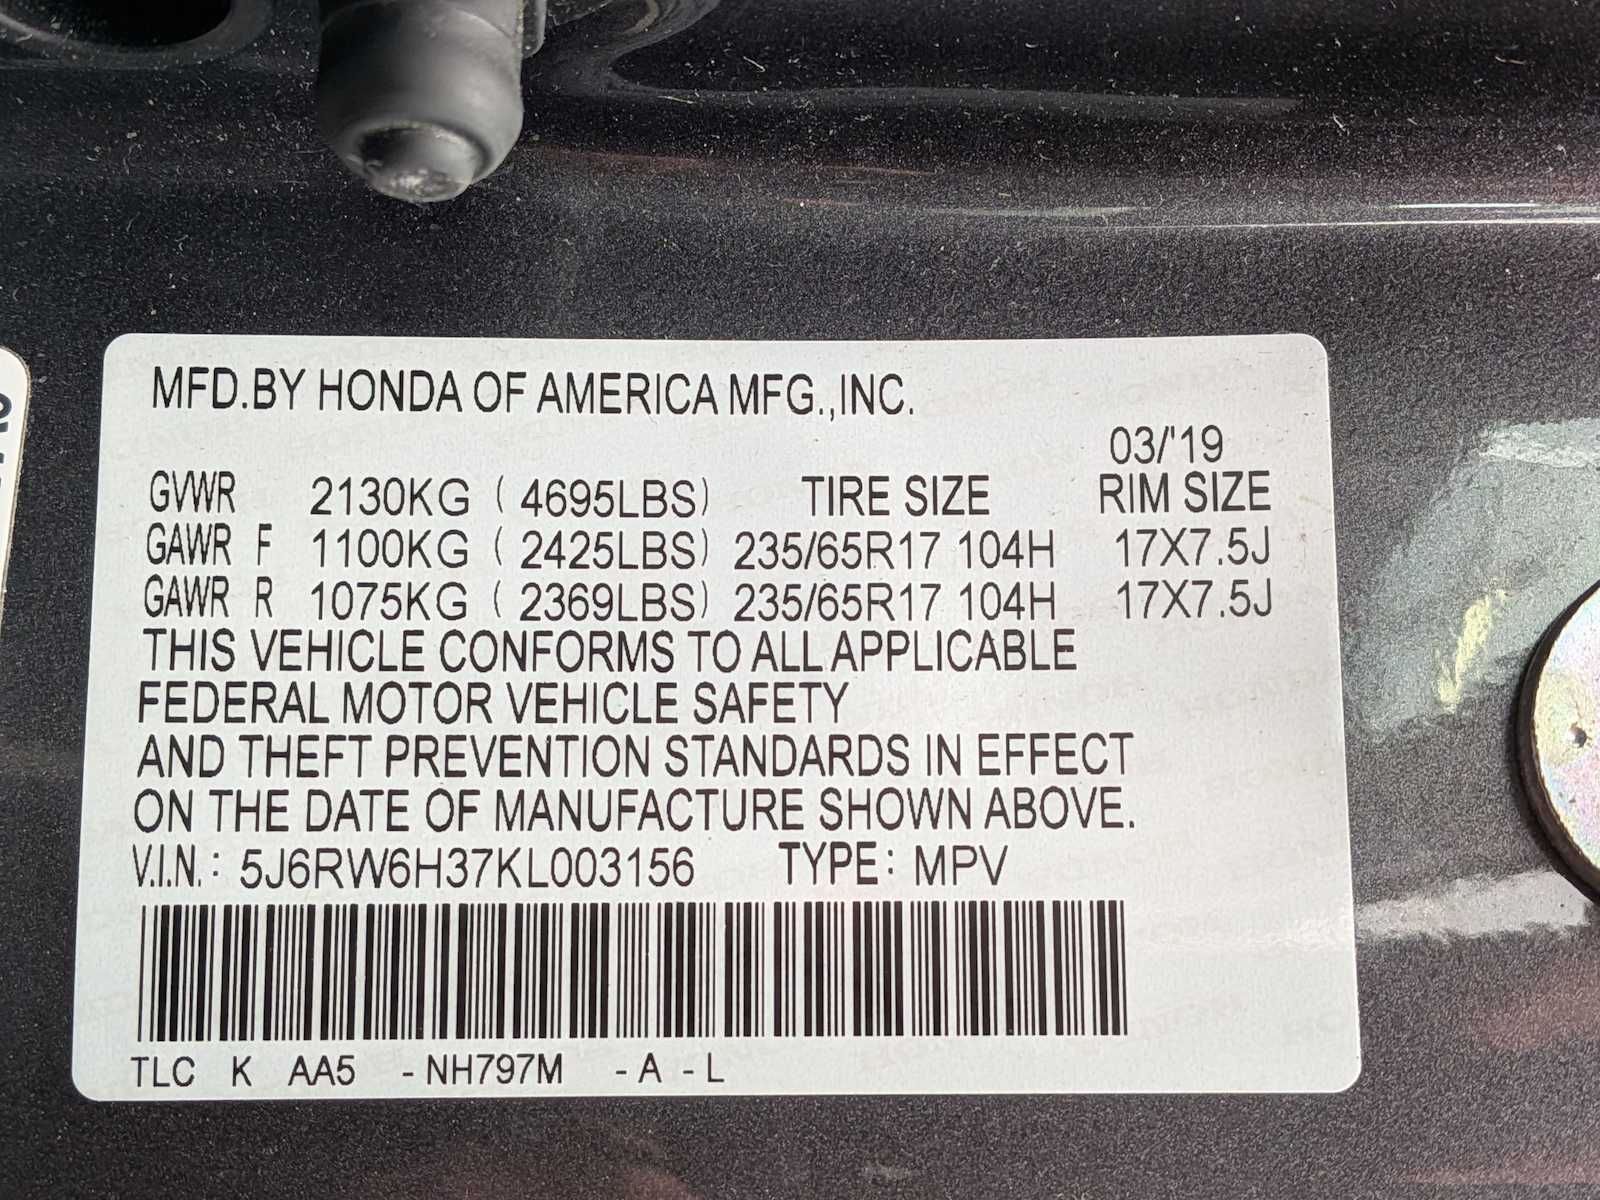 MFD.BY HONDA OF AMERICA MFG.,INC.
03/'19
GVWR 2130KG ( 4695LBS) TIRE SIZE RIM SIZE
GAWR F 1100KG ( 2425LBS) 235/65R17 104H 17X7.5J
GAWR R 1075KG ( 2369LBS) 235/65R17 104H 17X7.5J
THIS VEHICLE CONFORMS TO ALL APPLICABLE
FEDERAL MOTOR VEHICLE SAFETY
AND THEFT PREVENTION STANDARDS IN EFFECT
ON THE DATE OF MANUFACTURE SHOWN ABOVE.
V.I.N.: 5J6RW6H37KL003156 TYPE: MPV
TLC K AA5 -NH797M -A -L